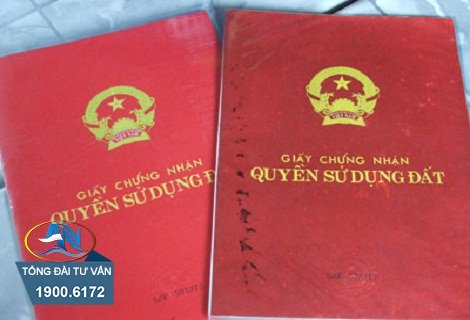 GIẤY CHỨNG NHẬN
QUYỀN SỬ DỤNG Đ
GIẤY CHỨNG NHẬN
QUYỀN SỬ DỤNG ĐẤT
TỔNG ĐÀI TƯ VẤN
1900.6172